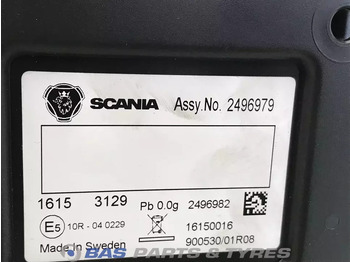 SCANIA Assy.No. 2496979
1615 3129 Pb 0.0g 2496982
E5 10R - 04 0229 16150016
Made In Sweden 900530/01R08
BAS PARTS & TYRES